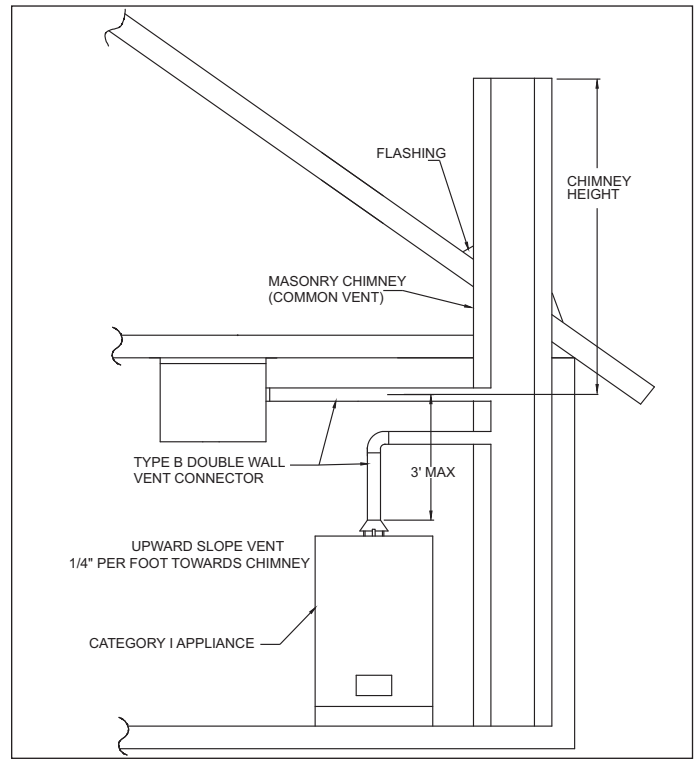 FLASHING
CHIMNEY
HEIGHT
MASONRY CHIMNEY
(COMMON VENT)
TYPE B DOUBLE WALL
VENT CONNECTOR
3' MAX
UPWARD SLOPE VENT
1/4" PER FOOT TOWARDS CHIMNEY
CATEGORY I APPLIANCE